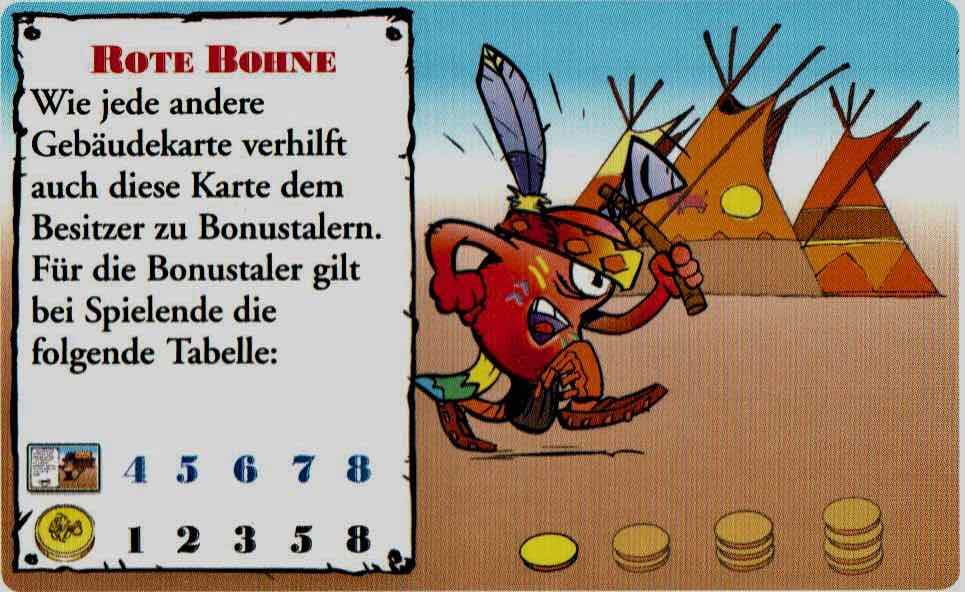 ROTE BOHNE
Wie jede andere
Gebäudekarte verhilft
auch diese Karte dem
Besitzer zu Bonustalern.
Für die Bonustaler gilt
bei Spielende die
folgende Tabelle:
4 5 6 7 8
1 2 3 5 8